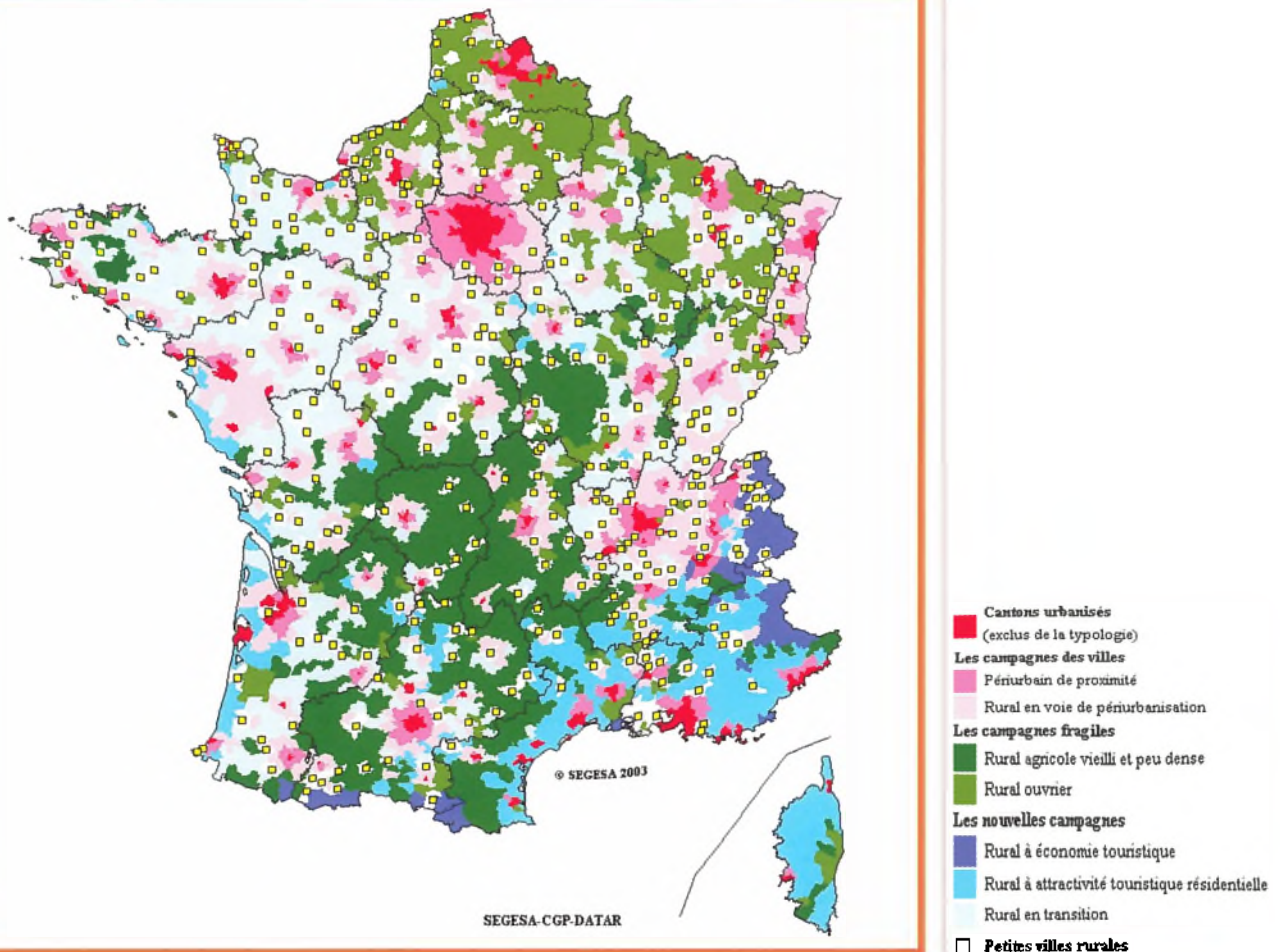 © SEGESA 2003
SEGESA-CGP-DATAR
Cantons urbanisés
(exclus de la typologie)
Les campagnes des villes
Périurbain de proximité
Rural en voie de périurbanisation
Les campagnes fragiles
Rural agricole vieilli et peu dense
Rural ouvrier
Les nouvelles campagnes
Rural à économie touristique
Rural à attractivité touristique résidentielle
Rural en transition
Petites villes rurales